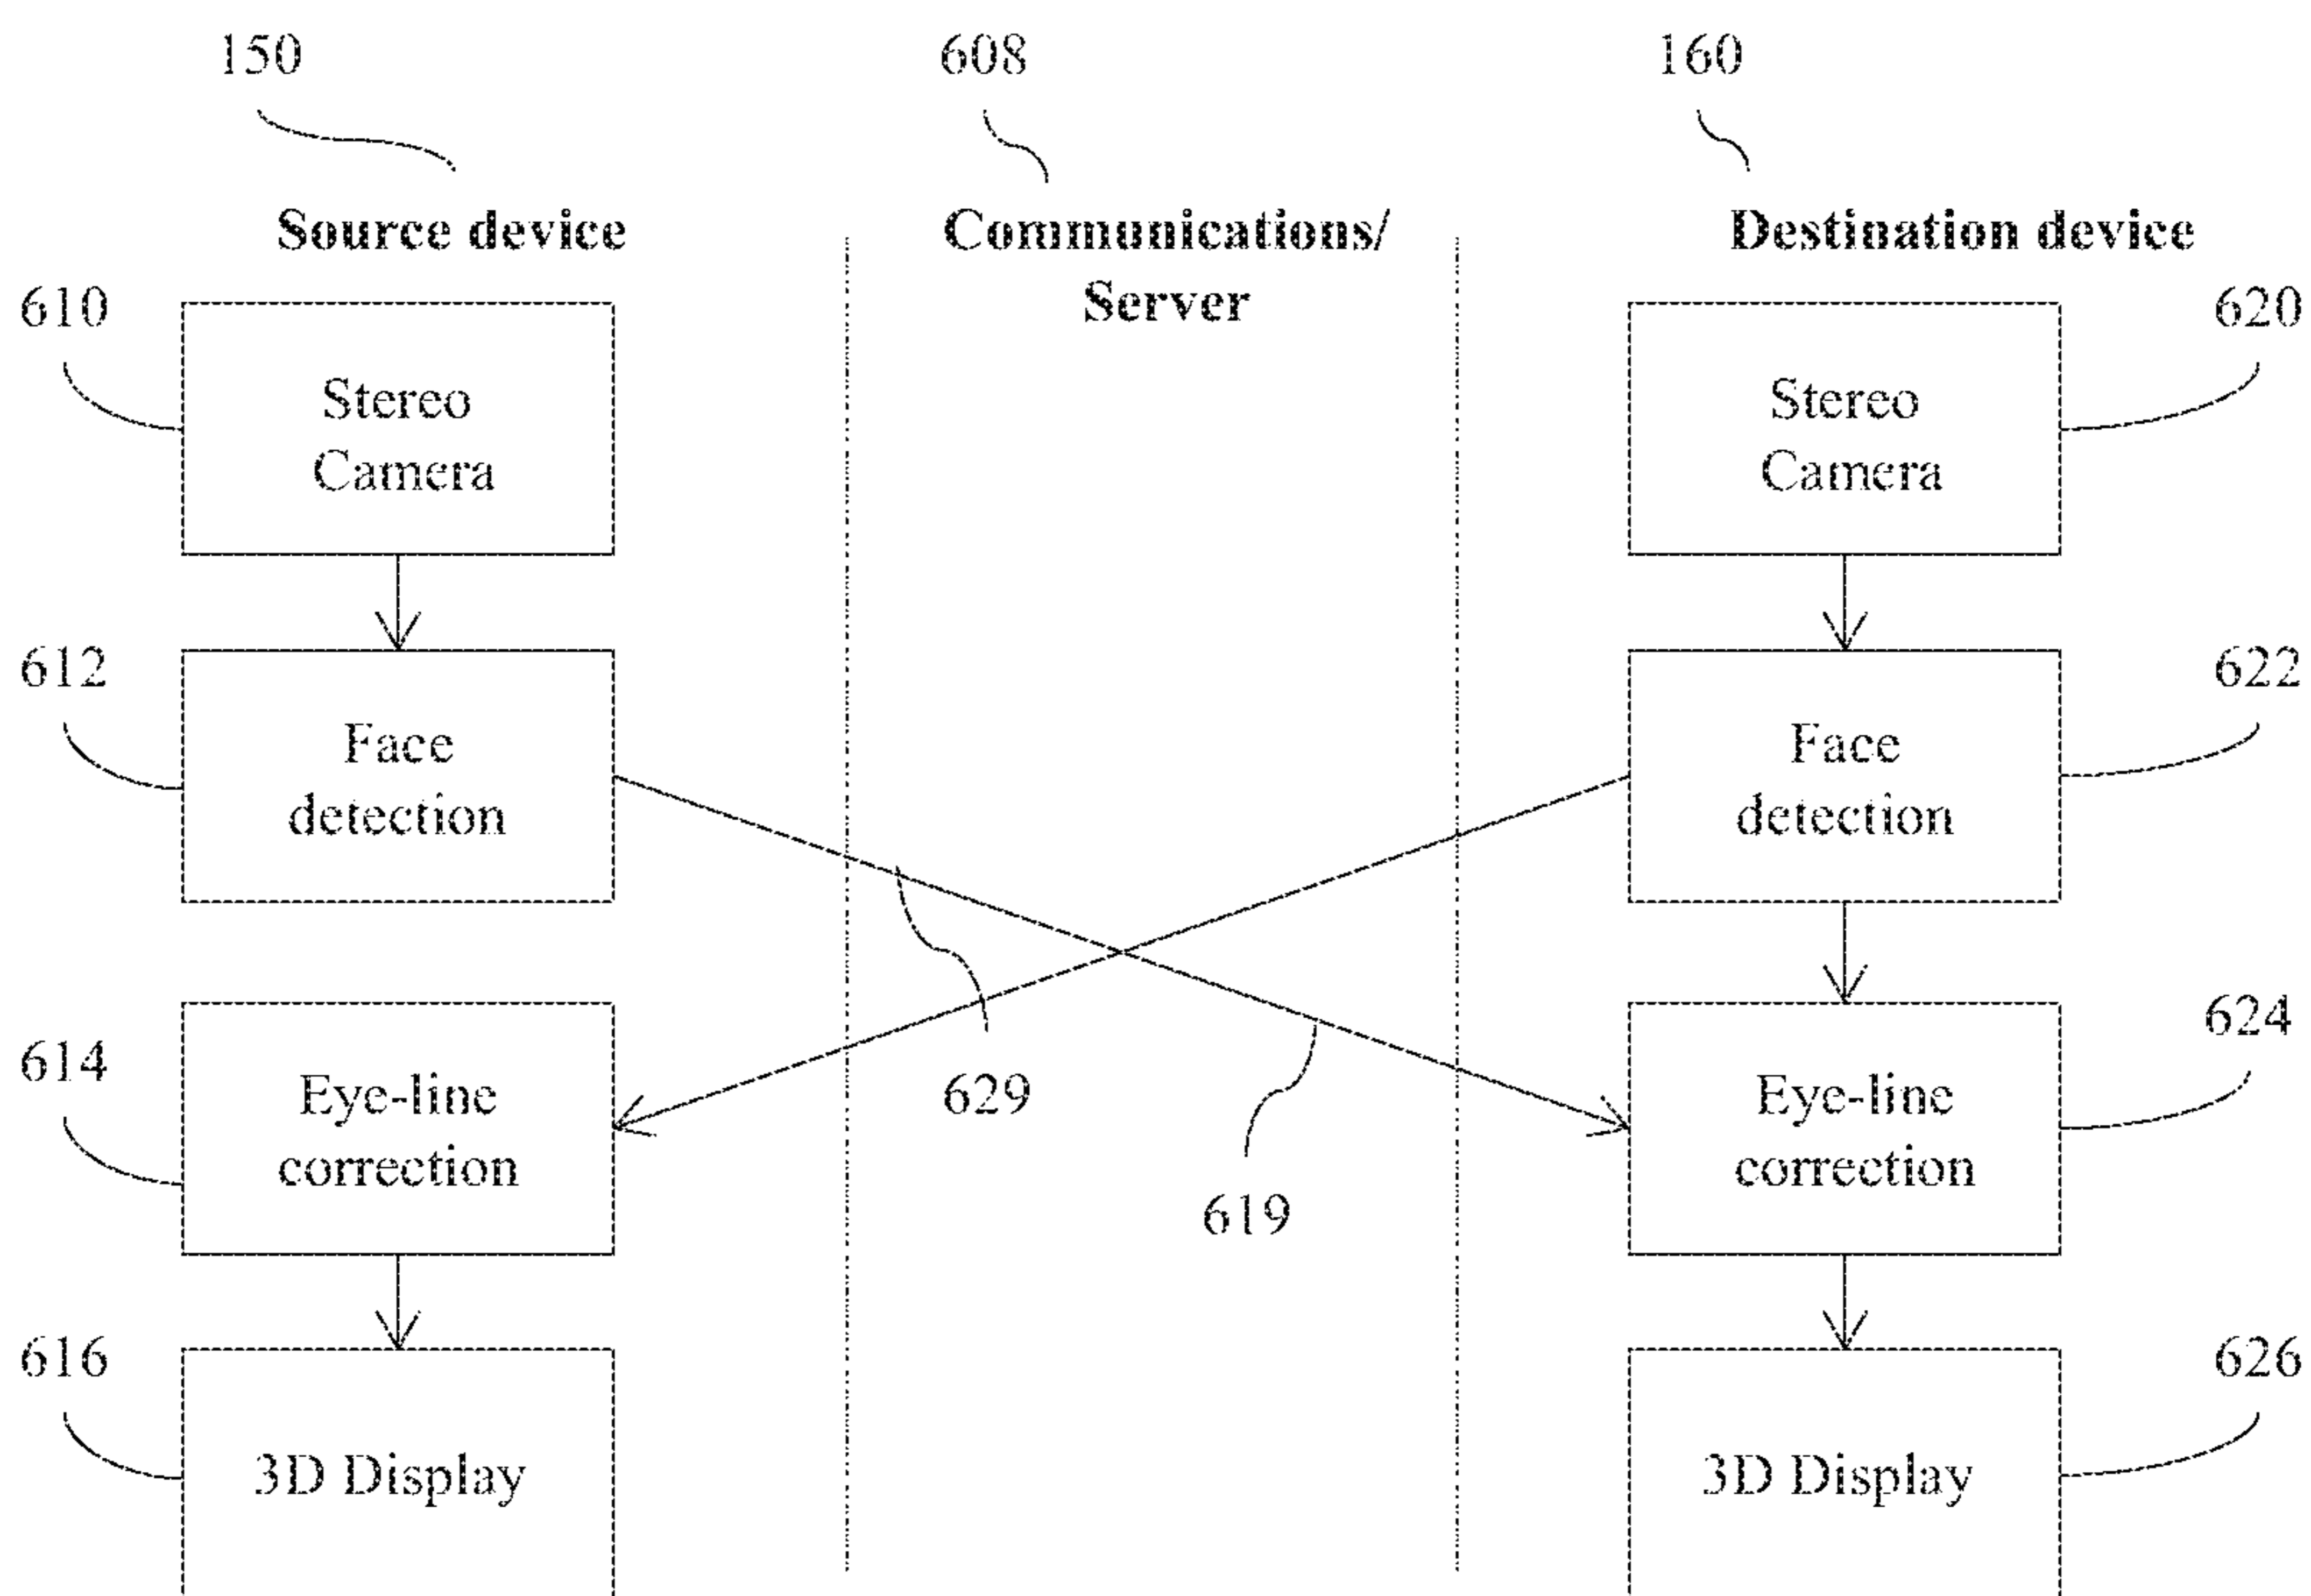 150
608
160
Source device
Communications/
Server
Destination device
610
Stereo
Camera
Stereo
Camera
620
612
Face
detection
Face
detection
622
614
Eye-line
correction
629
619
Eye-line
correction
624
616
3D Display
3D Display
626